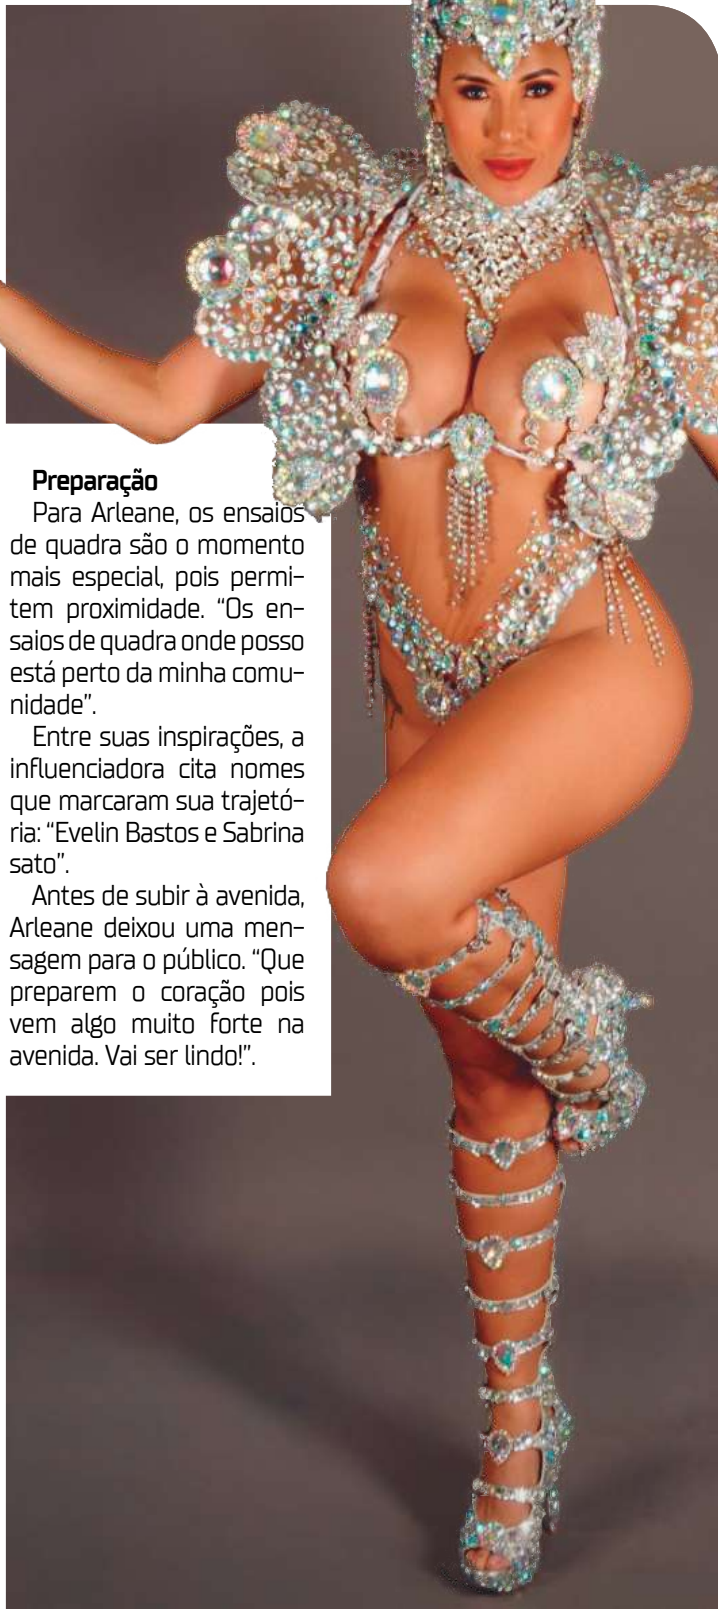 Preparação
Para Arleane, os ensaios
de quadra são o momento
mais especial, pois permi-
tem proximidade. “Os en-
saios de quadra onde posso
está perto da minha comu-
nidade”.
Entre suas inspirações, a
influenciadora cita nomes
que marcaram sua trajetó-
ria: “Evelin Bastos e Sabrina
sato”.
Antes de subir à avenida,
Arleane deixou uma men-
sagem para o público. “Que
preparem o coração pois
vem algo muito forte na
avenida. Vai ser lindo!”.